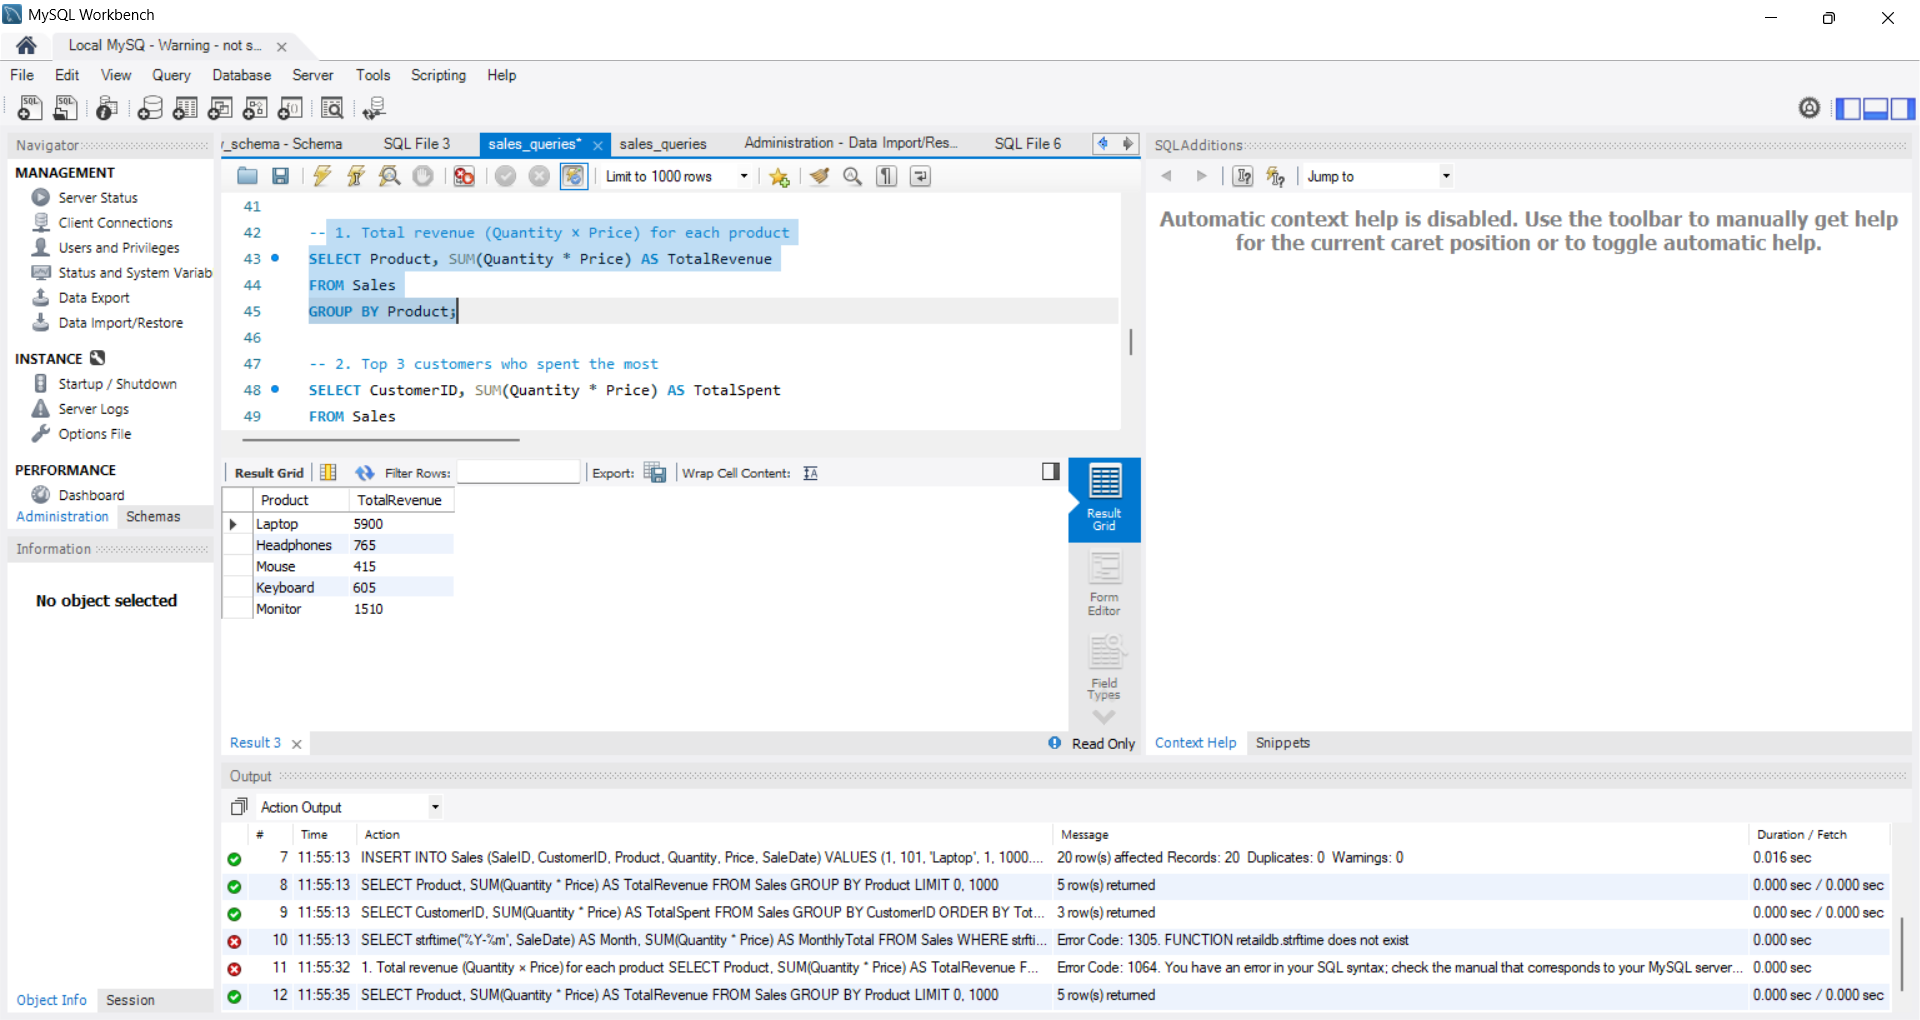 MySQL Workbench
Local MySQ - Warning - not s...
File Edit View Query Database Server Tools Scripting Help
Navigator
MANAGEMENT
Server Status
Client Connections
Users and Privileges
Status and System Variab
Data Export
Data Import/Restore
INSTANCE
Startup / Shutdown
Server Logs
Options File
PERFORMANCE
Dashboard
Administration Schemas
Information
No object selected
Object Info Session
_schema - Schema SQL File 3 sales_queries* sales_queries Administration - Data Import/Res... SQL File 6
Limit to 1000 rows
41
42 -- 1. Total revenue (Quantity × Price) for each product
43 SELECT Product, SUM(Quantity * Price) AS TotalRevenue
44 FROM Sales
45 GROUP BY Product;
46
47 -- 2. Top 3 customers who spent the most
48 SELECT CustomerID, SUM(Quantity * Price) AS TotalSpent
49 FROM Sales
Result Grid Filter Rows: Export: Wrap Cell Content:
Product TotalRevenue
Laptop 5900
Headphones 765
Mouse 415
Keyboard 605
Monitor 1510
Result Grid
Form Editor
Field Types
Result 3 Read Only
SQLAdditions
Jump to
Automatic context help is disabled. Use the toolbar to manually get help
for the current caret position or to toggle automatic help.
Context Help Snippets
Output
Action Output
# Time Action Message Duration / Fetch
7 11:55:13 INSERT INTO Sales (SaleID, CustomerID, Product, Quantity, Price, SaleDate) VALUES (1, 101, 'Laptop', 1, 1000.... 20 row(s) affected Records: 20 Duplicates: 0 Warnings: 0 0.016 sec
8 11:55:13 SELECT Product, SUM(Quantity * Price) AS TotalRevenue FROM Sales GROUP BY Product LIMIT 0, 1000 5 row(s) returned 0.000 sec / 0.000 sec
9 11:55:13 SELECT CustomerID, SUM(Quantity * Price) AS TotalSpent FROM Sales GROUP BY CustomerID ORDER BY Tot... 3 row(s) returned 0.000 sec / 0.000 sec
10 11:55:13 SELECT strftime('%Y-%m', SaleDate) AS Month, SUM(Quantity * Price) AS MonthlyTotal FROM Sales WHERE strfti... Error Code: 1305. FUNCTION retaildb.strftime does not exist 0.000 sec
11 11:55:32 1. Total revenue (Quantity × Price) for each product SELECT Product, SUM(Quantity * Price) AS TotalRevenue F... Error Code: 1064. You have an error in your SQL syntax; check the manual that corresponds to your MySQL server... 0.000 sec
12 11:55:35 SELECT Product, SUM(Quantity * Price) AS TotalRevenue FROM Sales GROUP BY Product LIMIT 0, 1000 5 row(s) returned 0.000 sec / 0.000 sec